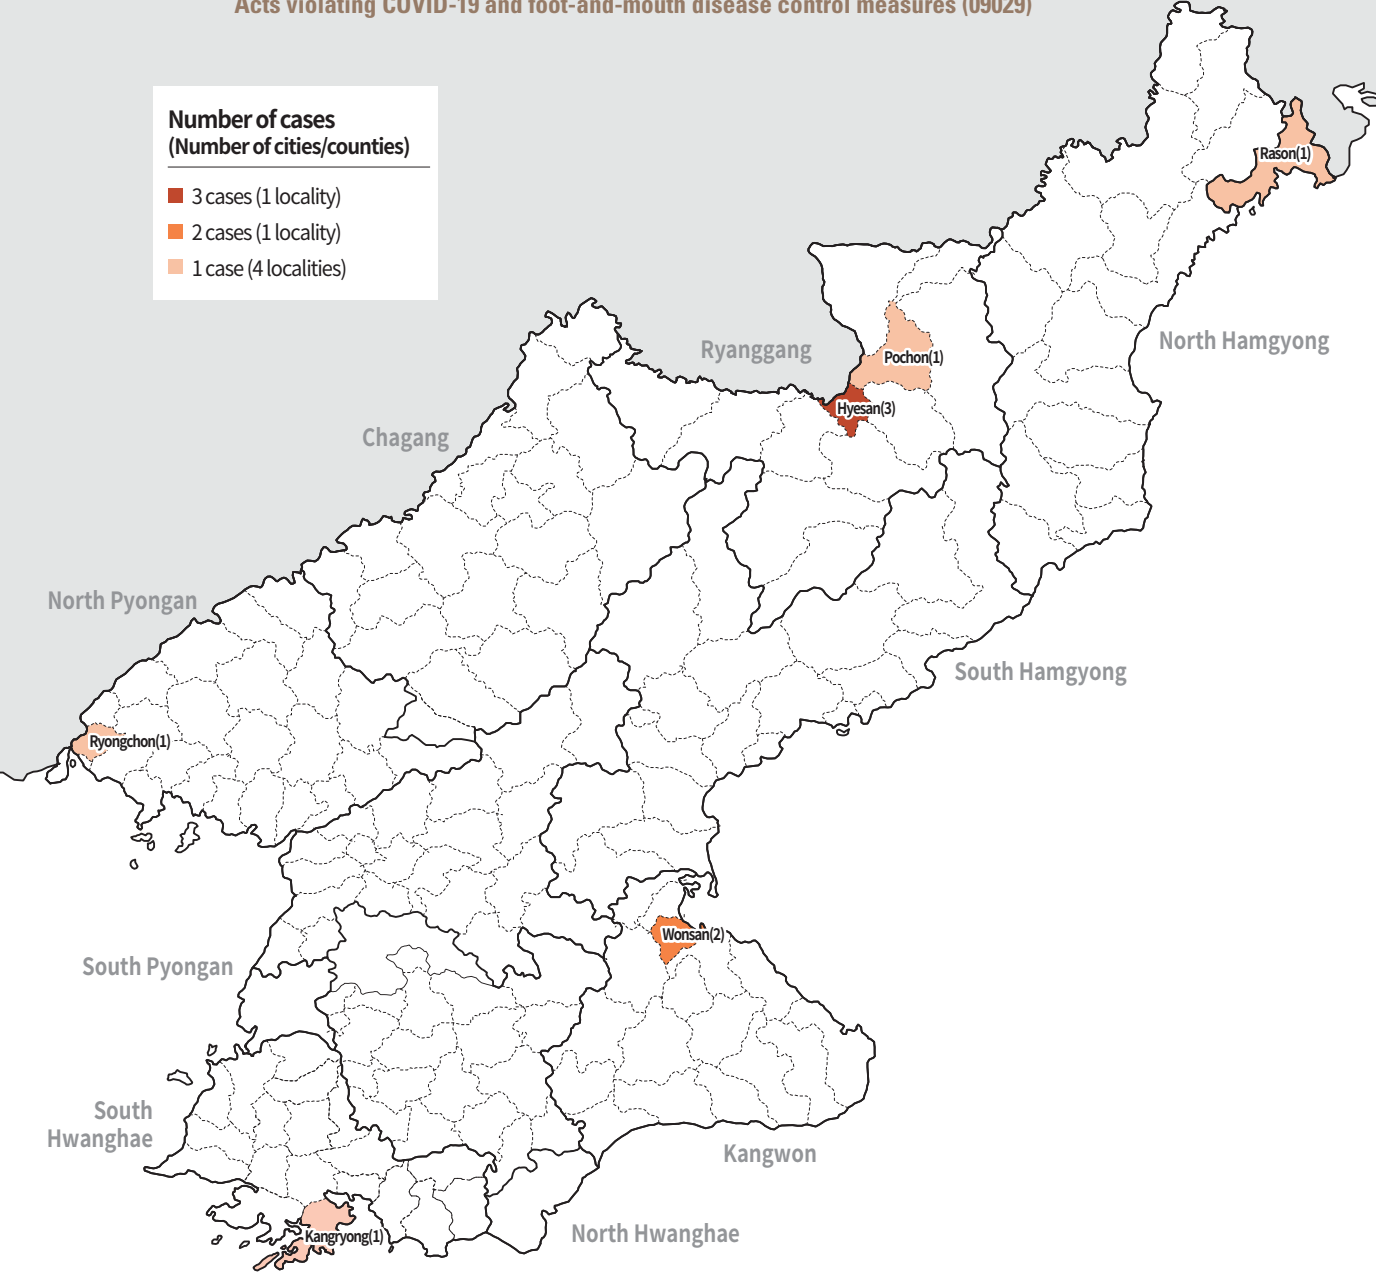 Acts violating COVID-19 and foot-and-mouth disease control measures (09029)
Number of cases
(Number of cities/counties)
3 cases (1 locality)
2 cases (1 locality)
1 case (4 localities)
Rason(1)
North Hamgyong
Ryanggang
Pochon(1)
Hyesan(3)
Chagang
North Pyongan
South Hamgyong
Ryongchon(1)
Wonsan(2)
South Pyongan
South
Hwanghae
Kangwon
North Hwanghae
Kangryong(1)